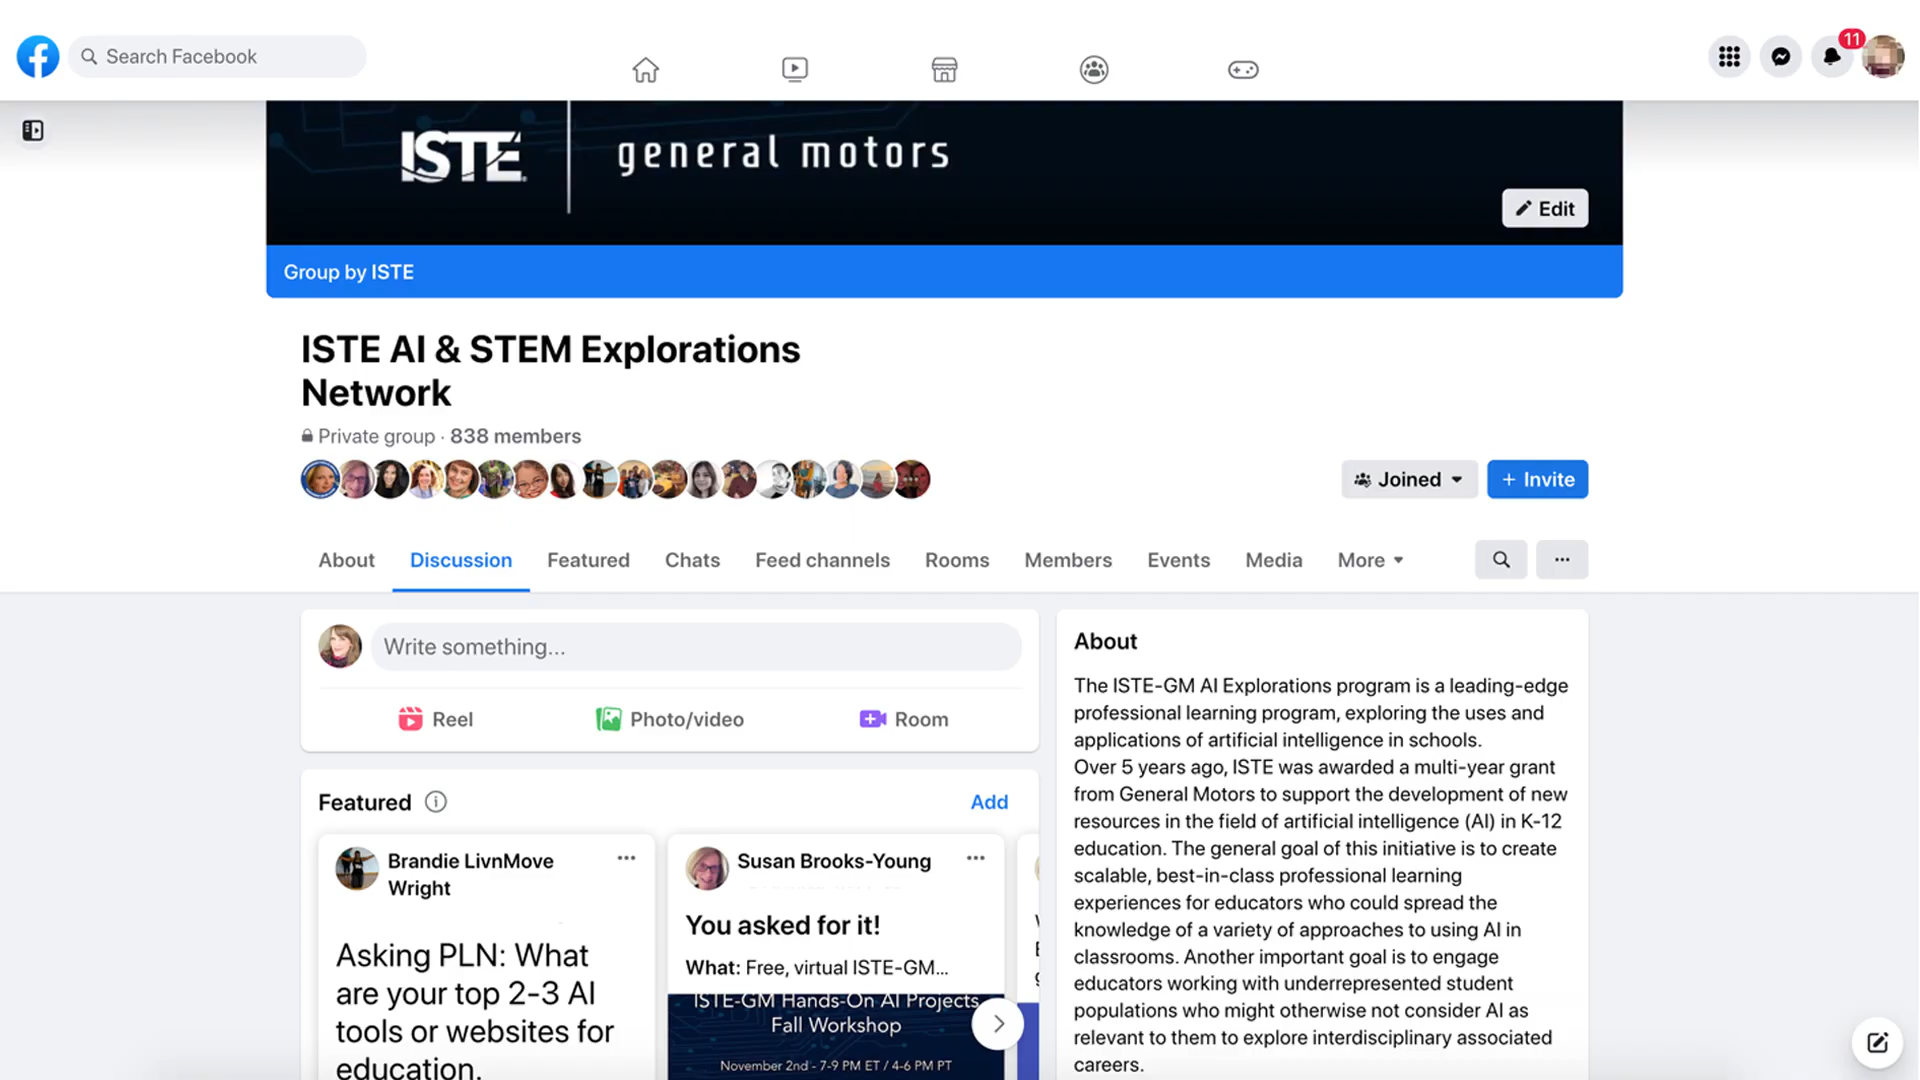 Search Facebook
11
ISTE
general motors
Edit
Group by ISTE
ISTE AI & STEM Explorations
Network
Private group · 838 members
Joined
+ Invite
About
Discussion
Featured
Chats
Feed channels
Rooms
Members
Events
Media
More
Write something...
Reel
Photo/video
Room
Featured
Add
Brandie LivnMove
Wright
Asking PLN: What
are your top 2-3 AI
tools or websites for
education.
Susan Brooks-Young
You asked for it!
What: Free, virtual ISTE-GM...
ISTE-GM Hands-On AI Projects
Fall Workshop
November 2nd - 7-9 PM ET / 4-6 PM PT
About
The ISTE-GM AI Explorations program is a leading-edge
professional learning program, exploring the uses and
applications of artificial intelligence in schools.
Over 5 years ago, ISTE was awarded a multi-year grant
from General Motors to support the development of new
resources in the field of artificial intelligence (AI) in K-12
education. The general goal of this initiative is to create
scalable, best-in-class professional learning
experiences for educators who could spread the
knowledge of a variety of approaches to using AI in
classrooms. Another important goal is to engage
educators working with underrepresented student
populations who might otherwise not consider AI as
relevant to them to explore interdisciplinary associated
careers.